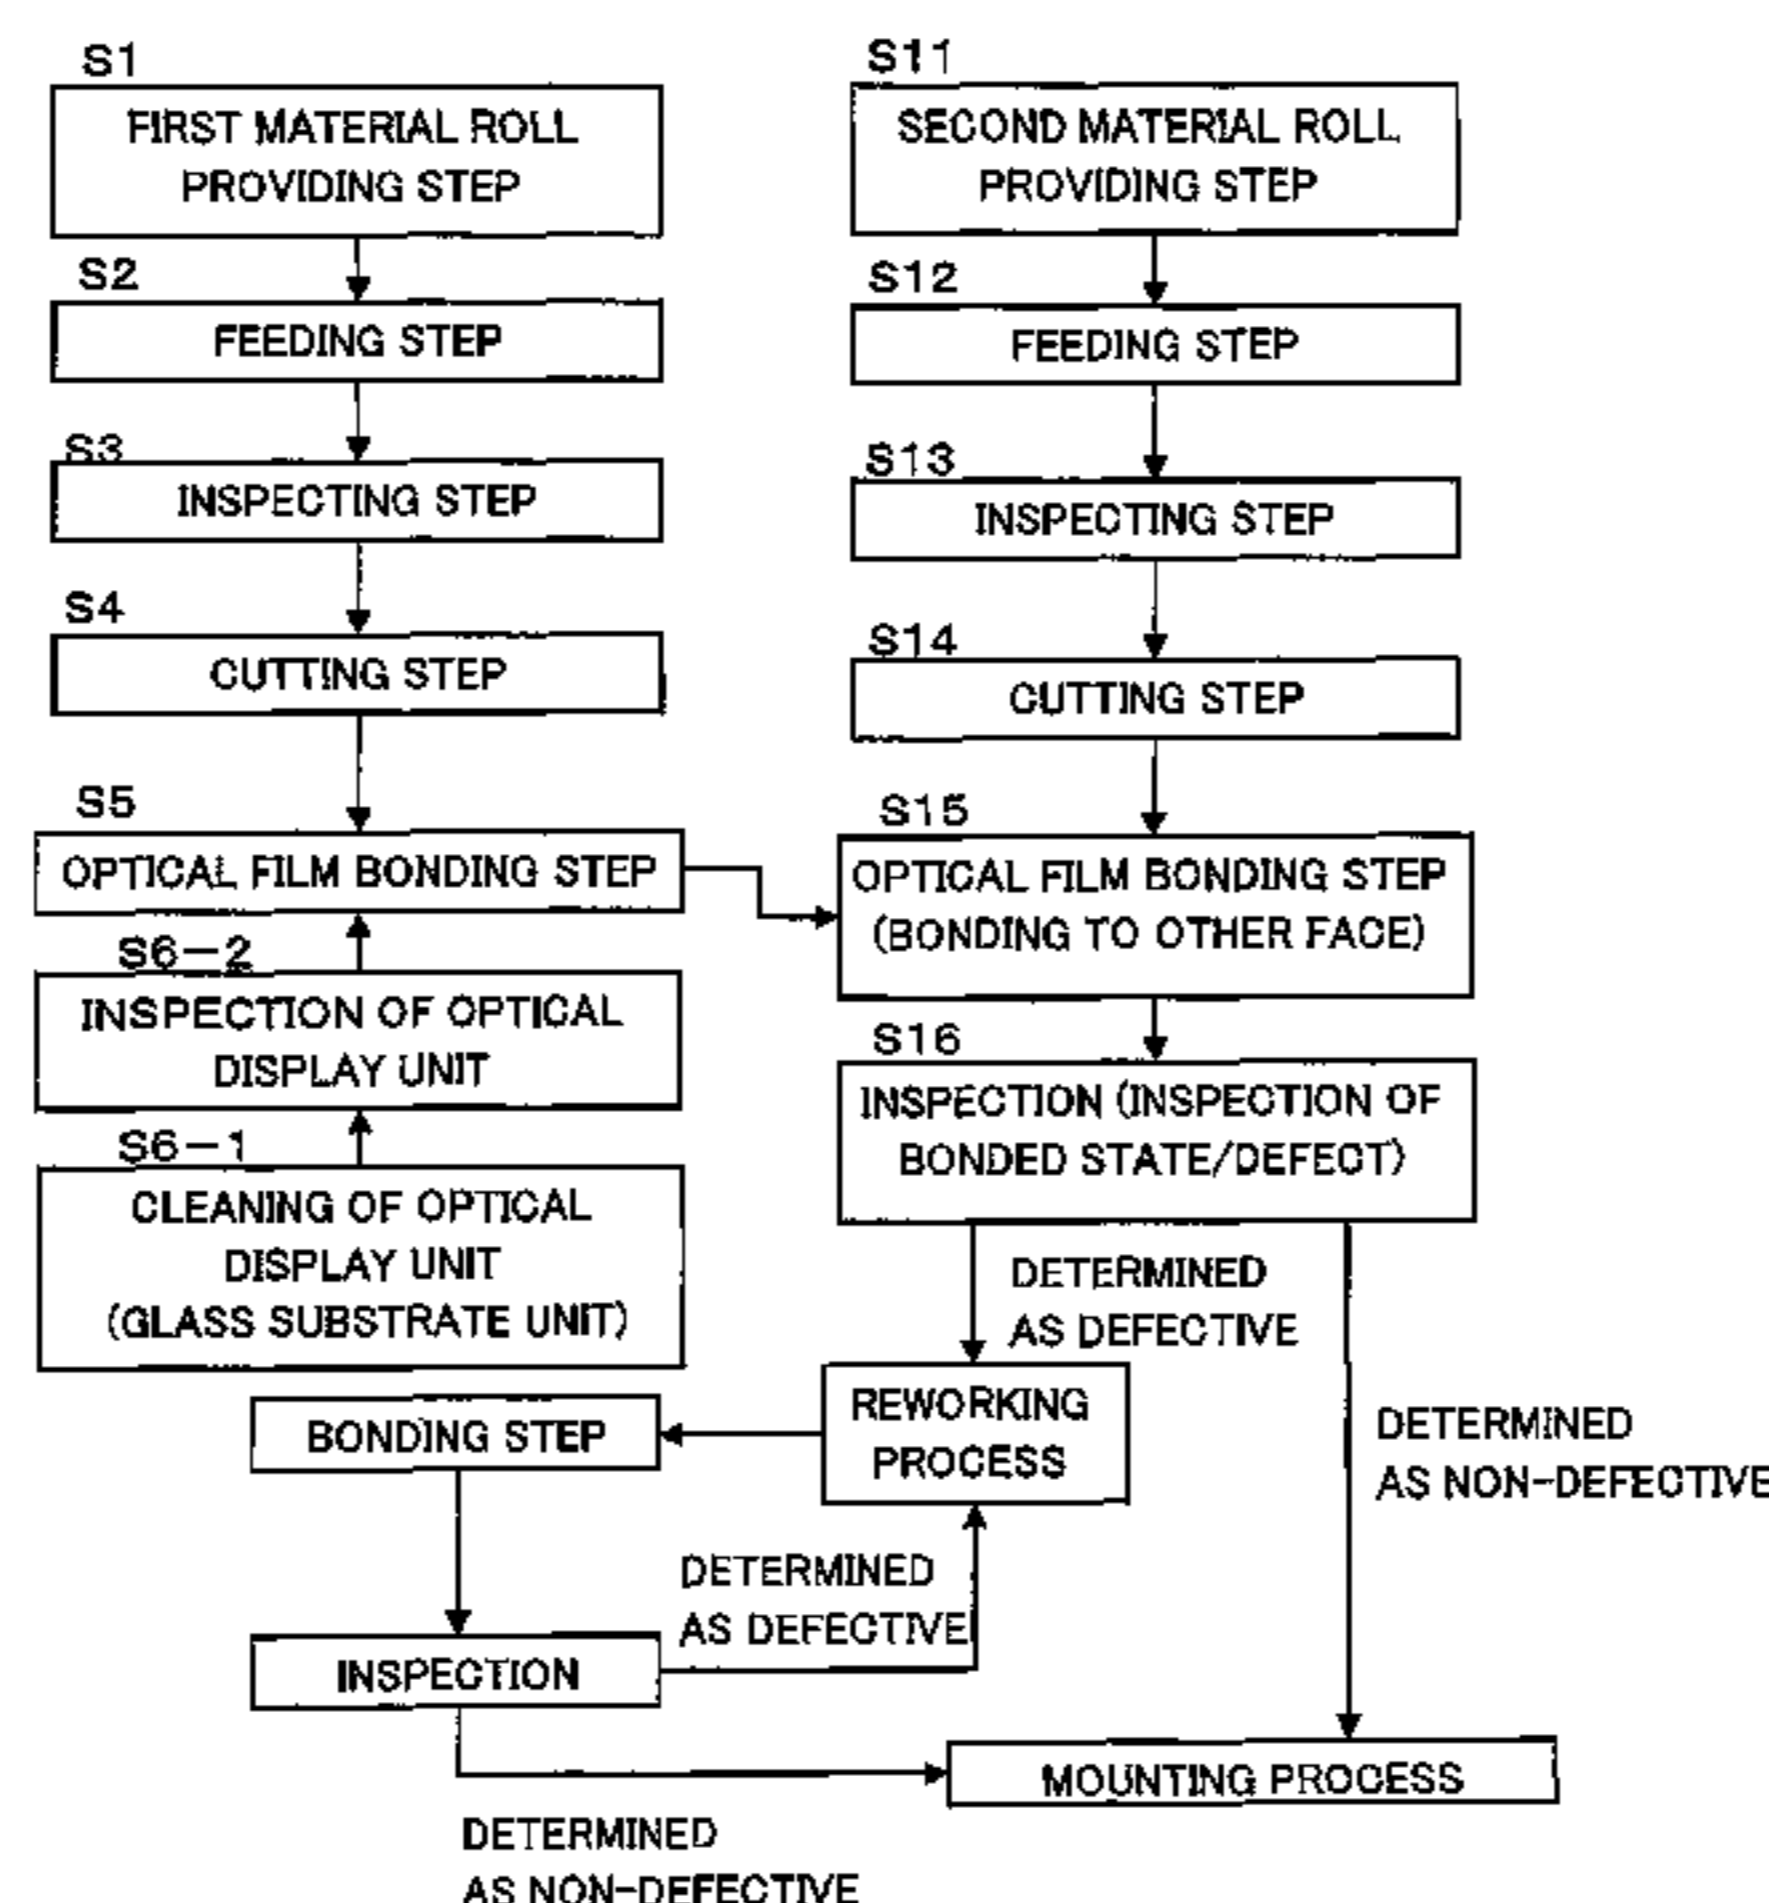 S1
FIRST MATERIAL ROLL
PROVIDING STEP
S2
FEEDING STEP
S3
INSPECTING STEP
S4
CUTTING STEP
S5
OPTICAL FILM BONDING STEP
S6-2
INSPECTION OF OPTICAL
DISPLAY UNIT
S6-1
CLEANING OF OPTICAL
DISPLAY UNIT
(GLASS SUBSTRATE UNIT)
S11
SECOND MATERIAL ROLL
PROVIDING STEP
S12
FEEDING STEP
S13
INSPECTING STEP
S14
CUTTING STEP
S15
OPTICAL FILM BONDING STEP
(BONDING TO OTHER FACE)
S16
INSPECTION (INSPECTION OF
BONDED STATE/DEFECT)
DETERMINED
AS DEFECTIVE
REWORKING
PROCESS
DETERMINED
AS NON-DEFECTIVE
BONDING STEP
DETERMINED
AS DEFECTIVE
INSPECTION
MOUNTING PROCESS
DETERMINED
AS NON-DEFECTIVE